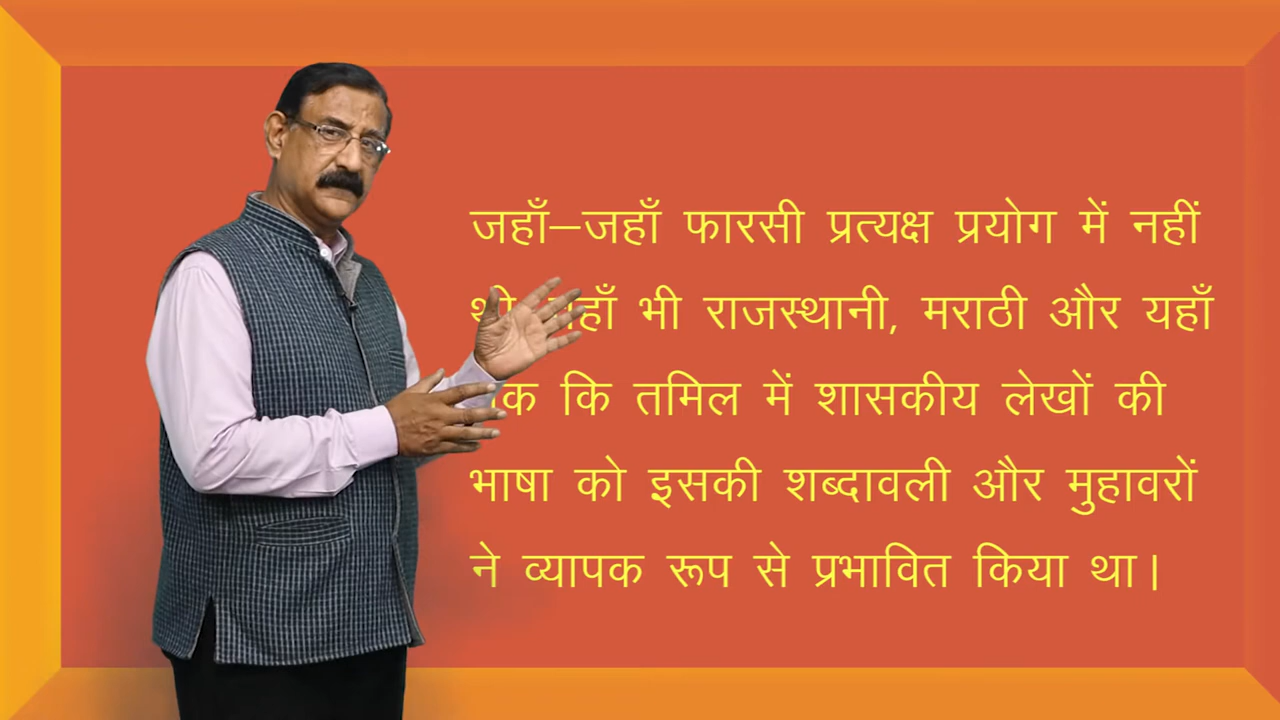 जहाँ–जहाँ फारसी प्रत्यक्ष प्रयोग में नहीं
भी राजस्थानी, मराठी और यहाँ
कि तमिल में शासकीय लेखों की
भाषा को इसकी शब्दावली और मुहावरों
ने व्यापक रूप से प्रभावित किया था।